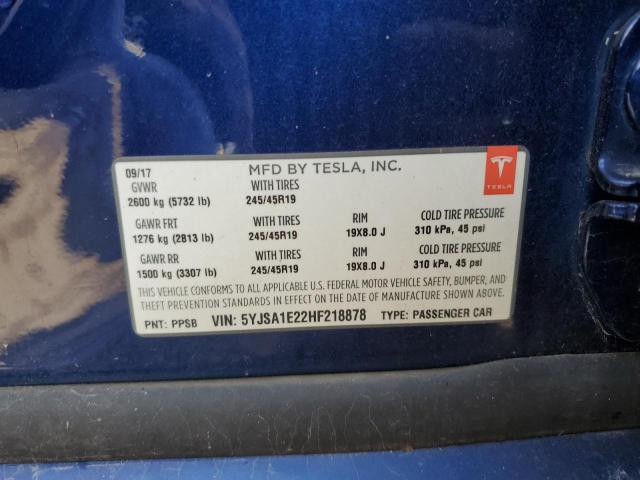 09/17 MFD BY TESLA, INC.
GVWR WITH TIRES
2600 kg (5732 lb) 245/45R19
TESLA
GAWR FRT WITH TIRES RIM COLD TIRE PRESSURE
1276 kg (2813 lb) 245/45R19 19X8.0 J 310 kPa, 45 psi
GAWR RR WITH TIRES RIM COLD TIRE PRESSURE
1500 kg (3307 lb) 245/45R19 19X8.0 J 310 kPa, 45 psi
THIS VEHICLE CONFORMS TO ALL APPLICABLE U.S. FEDERAL MOTOR VEHICLE SAFETY, BUMPER, AND
THEFT PREVENTION STANDARDS IN EFFECT ON THE DATE OF MANUFACTURE SHOWN ABOVE.
PNT: PPSB VIN: 5YJSA1E22HF218878 TYPE: PASSENGER CAR